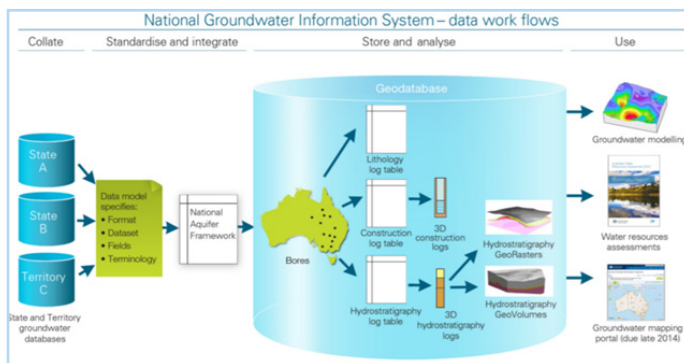 National Groundwater Information System – data work flows
Collate
Standardise and integrate
Store and analyse
Use
State
A
State
B
Territory
C
State and Territory
groundwater
databases
Data model
specifies:
• Format
• Dataset
• Fields
• Terminology
National
Aquifer
Framework
Geodatabase
Bores
Lithology
log table
Construction
log table
3D
construction logs
Hydrostratigraphy
log table
3D
hydrostratigraphy
logs
Hydrostratigraphy
GeoRasters
Hydrostratigraphy
GeoVolumes
Groundwater modelling
Water resources
assessments
Groundwater mapping
portal (due late 2014)